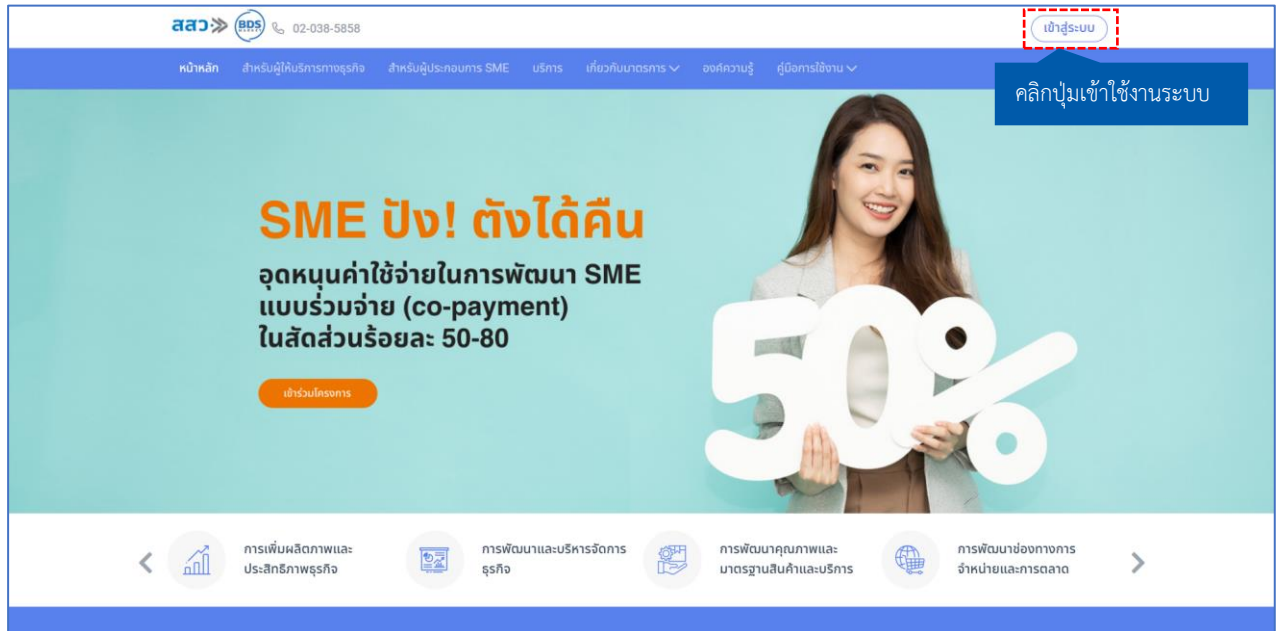 สสว BDS MARKET 02-038-5858
เข้าสู่ระบบ
หน้าหลัก สำหรับผู้ให้บริการทางธุรกิจ สำหรับผู้ประกอบการ SME บริการ เกี่ยวกับมาตรการ องค์ความรู้ คู่มือการใช้งาน
คลิกปุ่มเข้าใช้งานระบบ
SME ปัง! ตังได้คืน
อุดหนุนค่าใช้จ่ายในการพัฒนา SME
แบบร่วมจ่าย (co-payment)
ในสัดส่วนร้อยละ 50-80
เข้าร่วมโครงการ
50%
การเพิ่มผลิตภาพและ
ประสิทธิภาพธุรกิจ
การพัฒนาและบริหารจัดการ
ธุรกิจ
การพัฒนาคุณภาพและ
มาตรฐานสินค้าและบริการ
การพัฒนาช่องทางการ
จำหน่ายและการตลาด